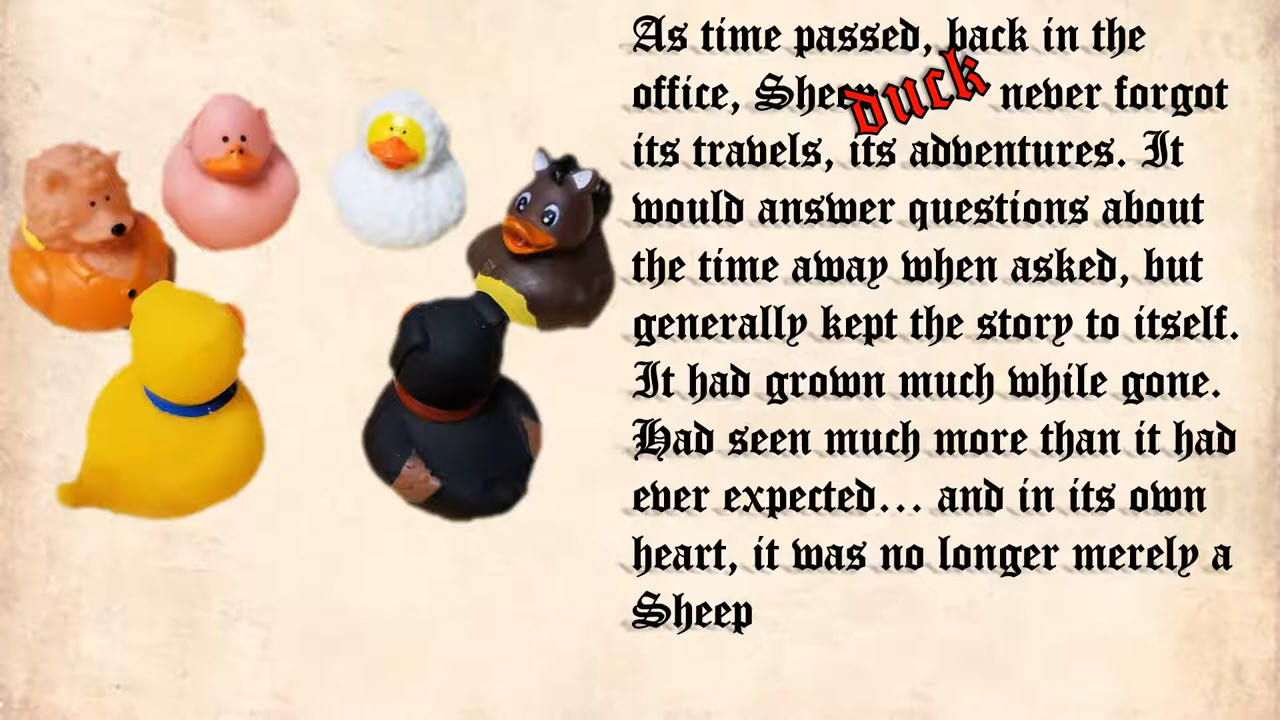 As time passed, back in the
office, Sheep duck never forgot
its travels, its adventures. It
would answer questions about
the time away when asked, but
generally kept the story to itself.
It had grown much while gone.
Had seen much more than it had
ever expected... and in its own
heart, it was no longer merely a
Sheep